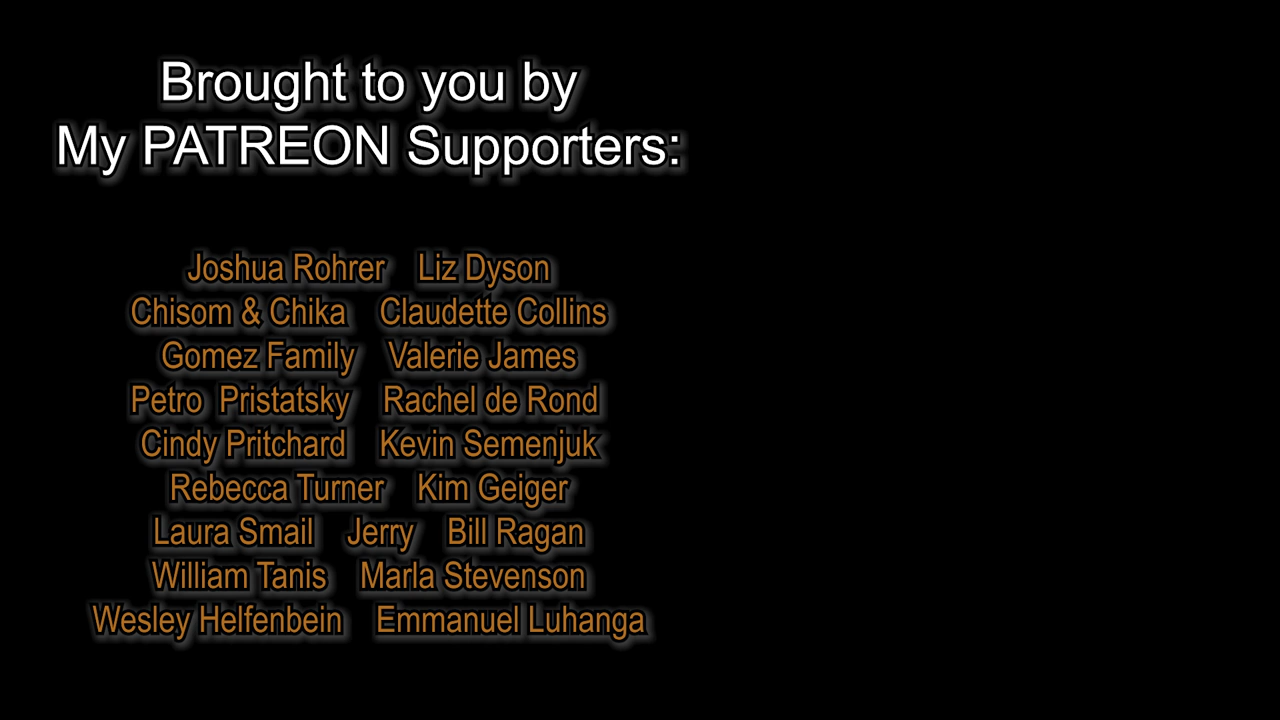 Brought to you by
My PATREON Supporters:
Joshua Rohrer Liz Dyson
Chisom & Chika Claudette Collins
Gomez Family Valerie James
Petro Pristatsky Rachel de Rond
Cindy Pritchard Kevin Semenjuk
Rebecca Turner Kim Geiger
Laura Smail Jerry Bill Ragan
William Tanis Marla Stevenson
Wesley Helfenbein Emmanuel Luhanga